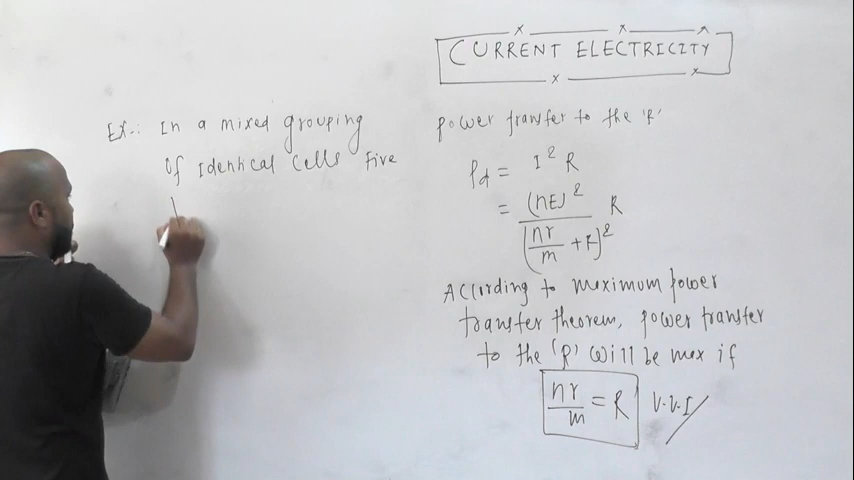 CURRENT ELECTRICITY
Ex.: In a mixed grouping
Of Identical Cells Five
Power transfer to the 'R'
Pd = I² R
= (nE)² / (nr/m + R)² R
According to maximum power
transfer theorem, power transfer
to the 'R' will be max if
nr/m = R V.V.I